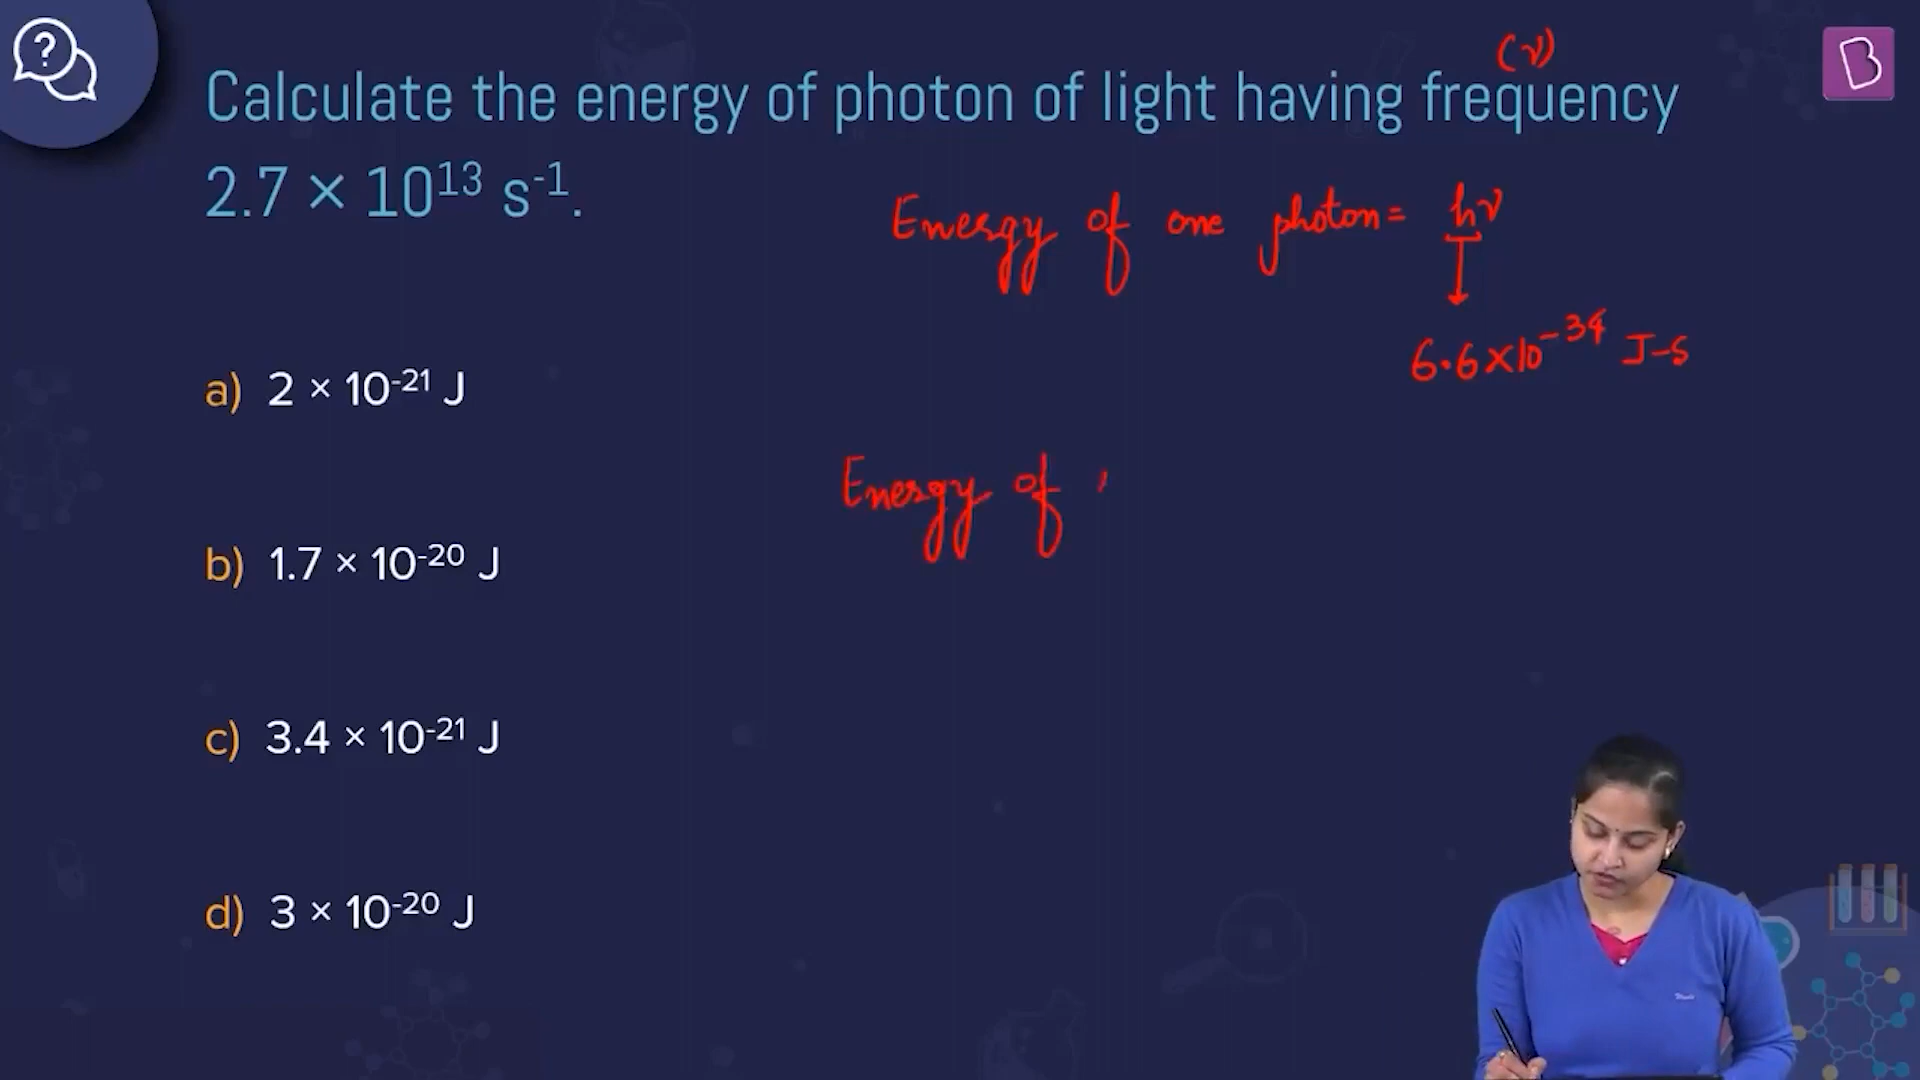 (ν)
Calculate the energy of photon of light having frequency
2.7 × 10¹³ s⁻¹.
Energy of one photon = hν
6.6×10⁻³⁴ J-s
a) 2 × 10⁻²¹ J
Energy of
b) 1.7 × 10⁻²⁰ J
c) 3.4 × 10⁻²¹ J
d) 3 × 10⁻²⁰ J